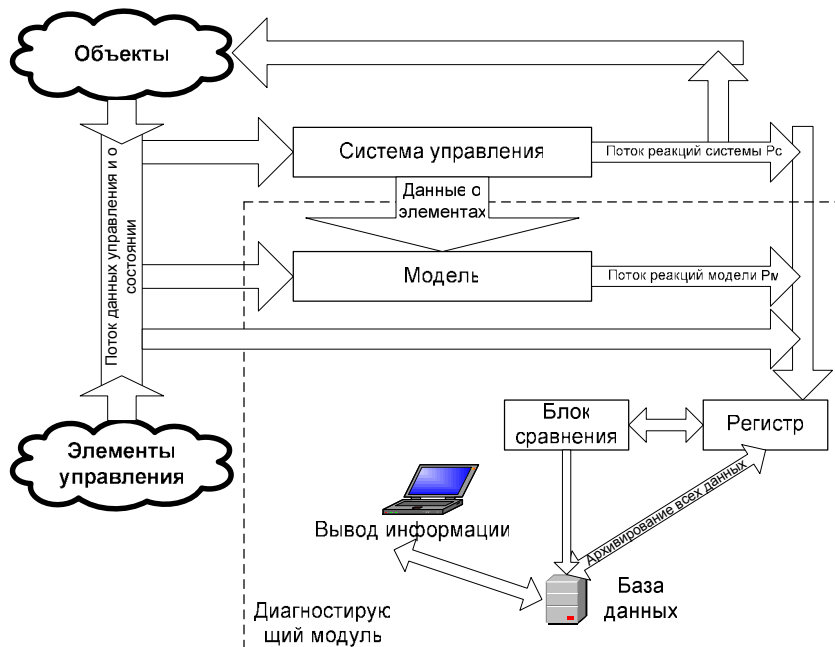 Объекты
Система управления
Поток реакций системы Рс
Данные о
элементах
Поток данных управления и о
состоянии
Модель
Поток реакций модели Рм
Блок
сравнения
Регистр
Элементы
управления
Архивирование всех данных
Вывод информации
База
данных
Диагностирую
щий модуль